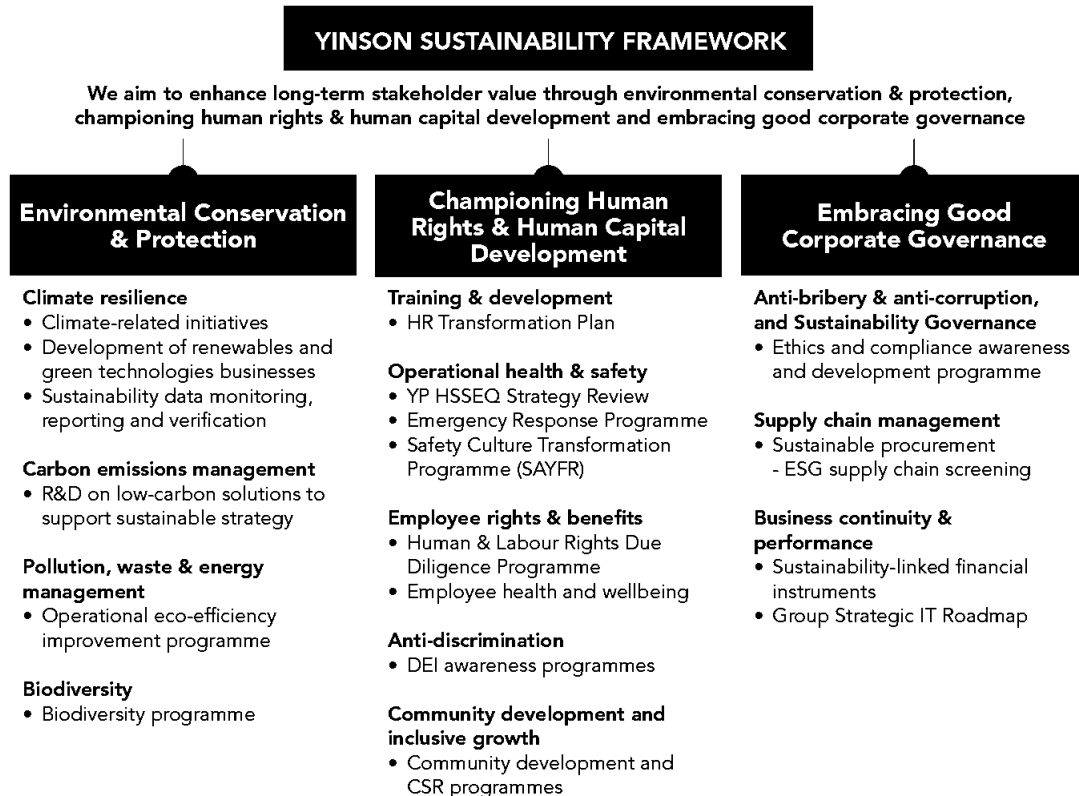 YINSON SUSTAINABILITY FRAMEWORK
We aim to enhance long-term stakeholder value through environmental conservation & protection,
championing human rights & human capital development and embracing good corporate governance
Environmental Conservation
& Protection
Climate resilience
• Climate-related initiatives
• Development of renewables and
green technologies businesses
• Sustainability data monitoring,
reporting and verification
Carbon emissions management
• R&D on low-carbon solutions to
support sustainable strategy
Pollution, waste & energy
management
• Operational eco-efficiency
improvement programme
Biodiversity
• Biodiversity programme
Championing Human
Rights & Human Capital
Development
Training & development
• HR Transformation Plan
Operational health & safety
• YP HSSEQ Strategy Review
• Emergency Response Programme
• Safety Culture Transformation
Programme (SAYFR)
Employee rights & benefits
• Human & Labour Rights Due
Diligence Programme
• Employee health and wellbeing
Anti-discrimination
• DEI awareness programmes
Community development and
inclusive growth
• Community development and
CSR programmes
Embracing Good
Corporate Governance
Anti-bribery & anti-corruption,
and Sustainability Governance
• Ethics and compliance awareness
and development programme
Supply chain management
• Sustainable procurement
- ESG supply chain screening
Business continuity &
performance
• Sustainability-linked financial
instruments
• Group Strategic IT Roadmap